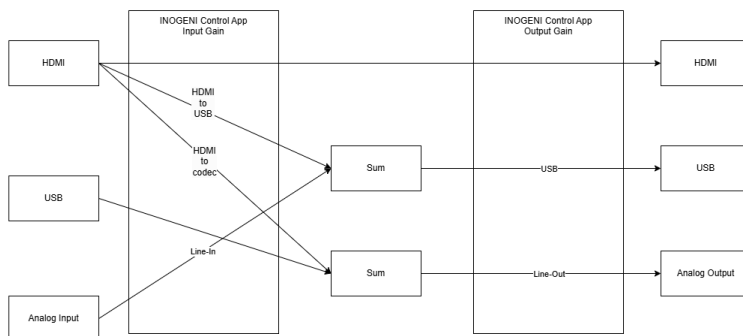 INOGENI Control App
Input Gain
INOGENI Control App
Output Gain
HDMI
HDMI
HDMI
to
USB
HDMI
to
codec
Sum
USB
USB
USB
Line-In
Sum
Line-Out
Analog Output
Analog Input